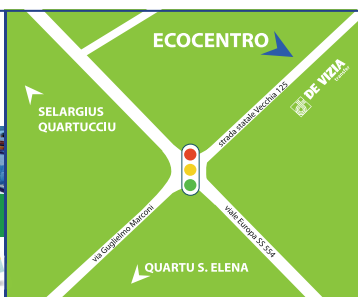 ECOCENTRO
SELARGIUS
QUARTUCCIU
strada statale Vecchia 125
DE VIZIA
via Guglielmo Marconi
viale Europa SS 554
QUARTU S. ELENA